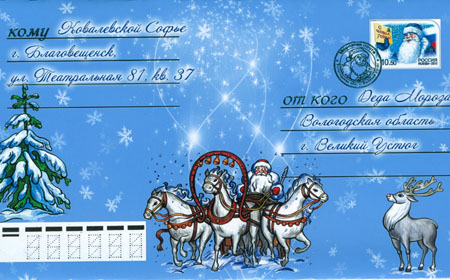 кому Ковалевской Софье
г. Благовещенск,
ул. Театральная 81, кв. 37
от кого Деда Мороза
Вологодская область
г. Великий Устюг
РОССИЯ
10.50